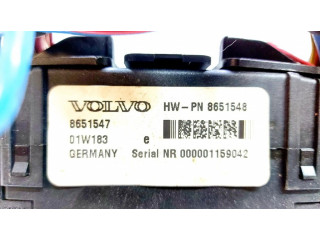 VOLVO HW-PN 8651548
8651547
01W183 e
GERMANY Serial NR 000001159042